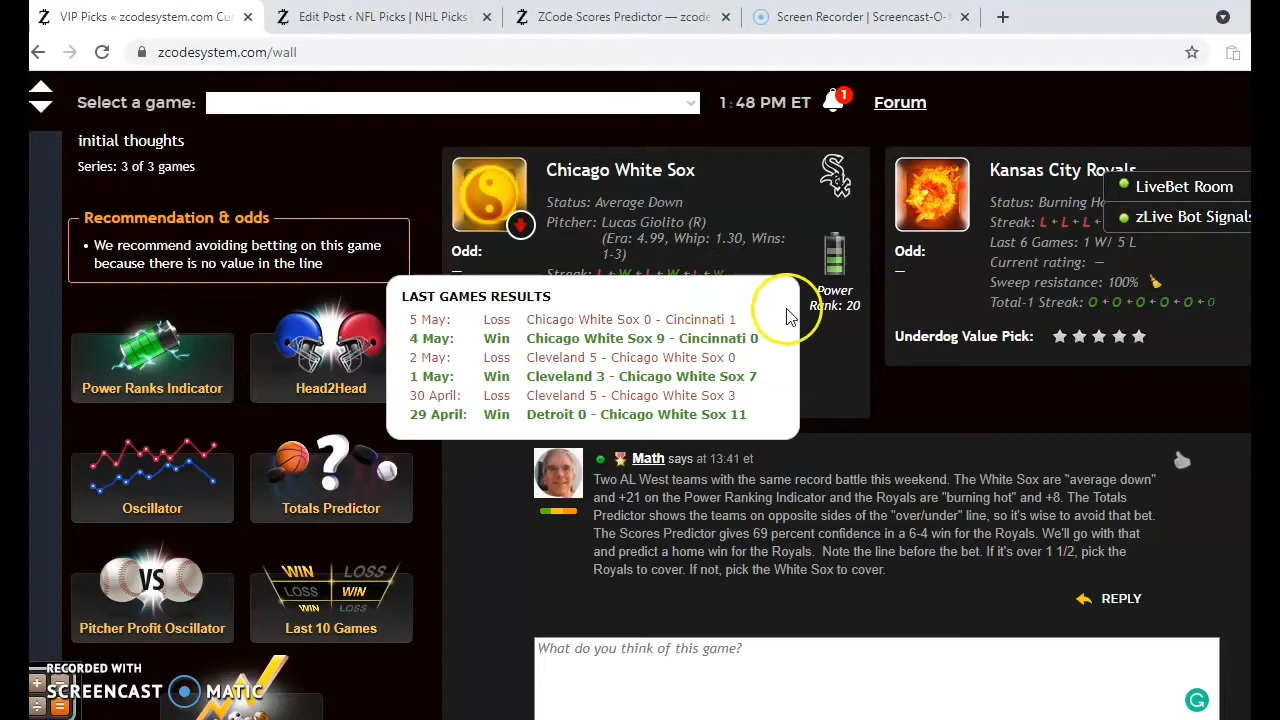 VIP Picks « zcodesystem.com Cus
Edit Post ‹ NFL Picks | NHL Picks
ZCode Scores Predictor — zcode
Screen Recorder | Screencast-O-
zcodesystem.com/wall
Select a game:
1:48 PM ET
1
Forum
initial thoughts
Series: 3 of 3 games
Recommendation & odds
• We recommend avoiding betting on this game
because there is no value in the line
Power Ranks Indicator
Head2Head
Oscillator
Totals Predictor
VS
Pitcher Profit Oscillator
WIN LOSS
LOSS WIN
WIN LOSS
Last 10 Games
Chicago White Sox
Status: Average Down
Pitcher: Lucas Giolito (R)
(Era: 4.99, Whip: 1.30, Wins:
1-3)
Odd:
—
Streak: L W L W L W
Power
Rank: 20
Kansas City Royals
Status: Burning Ho
Streak: L L L
Last 6 Games: 1 W/ 5 L
Odd:
—
Current rating: —
Sweep resistance: 100%
Total-1 Streak: O O O O O O
Underdog Value Pick:
LiveBet Room
zLive Bot Signals
LAST GAMES RESULTS
5 May: Loss Chicago White Sox 0 - Cincinnati 1
4 May: Win Chicago White Sox 9 - Cincinnati 0
2 May: Loss Cleveland 5 - Chicago White Sox 0
1 May: Win Cleveland 3 - Chicago White Sox 7
30 April: Loss Cleveland 5 - Chicago White Sox 3
29 April: Win Detroit 0 - Chicago White Sox 11
Math says at 13:41 et
Two AL West teams with the same record battle this weekend. The White Sox are "average down"
and +21 on the Power Ranking Indicator and the Royals are "burning hot" and +8. The Totals
Predictor shows the teams on opposite sides of the "over/under" line, so it's wise to avoid that bet.
The Scores Predictor gives 69 percent confidence in a 6-4 win for the Royals. We'll go with that
and predict a home win for the Royals. Note the line before the bet. If it's over 1 1/2, pick the
Royals to cover. If not, pick the White Sox to cover.
REPLY
What do you think of this game?
RECORDED WITH
SCREENCAST MATIC